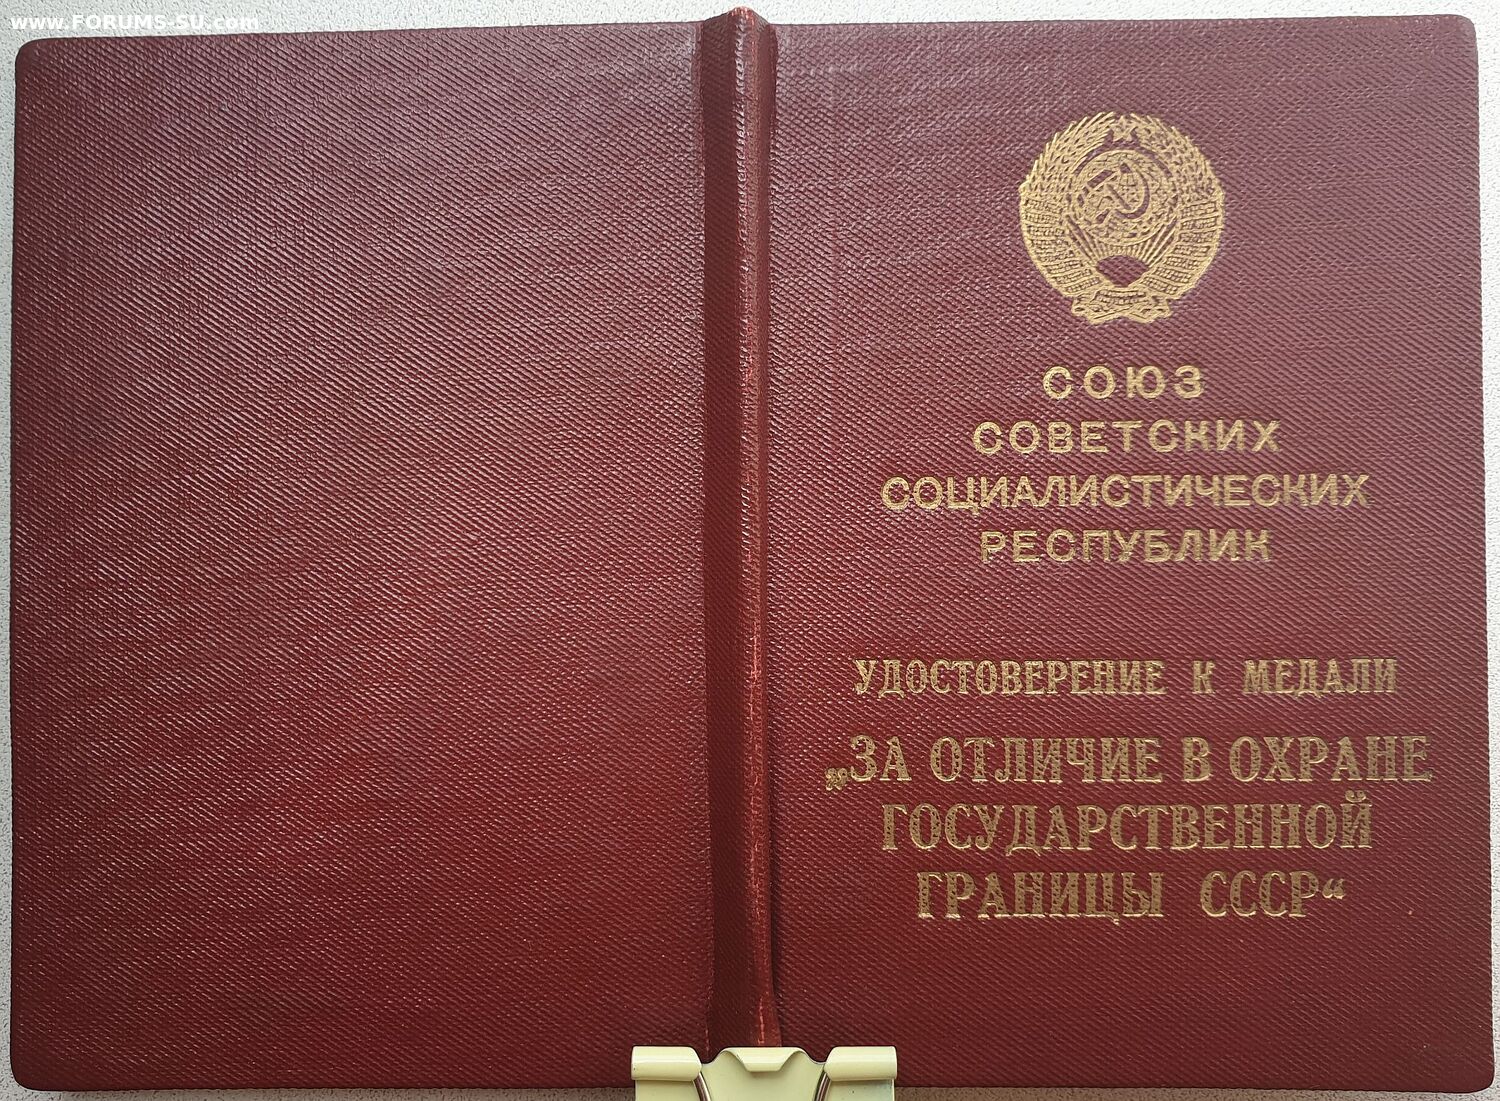 www.FORUMS-SU.com
СОЮЗ
СОВЕТСКИХ
СОЦИАЛИСТИЧЕСКИХ
РЕСПУБЛИК
УДОСТОВЕРЕНИЕ К МЕДАЛИ
„ЗА ОТЛИЧИЕ В ОХРАНЕ
ГОСУДАРСТВЕННОЙ
ГРАНИЦЫ СССР“